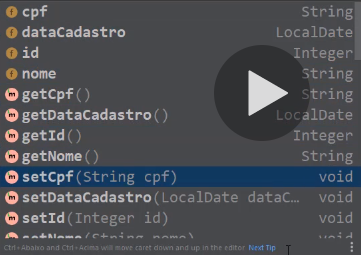 f cpf String
f dataCadastro LocalDate
f id Integer
f nome String
m getCpf() String
m getDataCadastro() LocalDate
m getId() Integer
m getNome() String
m setCpf(String cpf) void
m setDataCadastro(LocalDate dataC… void
m setId(Integer id) void
m setNome(String nome) void
Ctrl+Abaixo and Ctrl+Acima will move caret down and up in the editor Next Tip